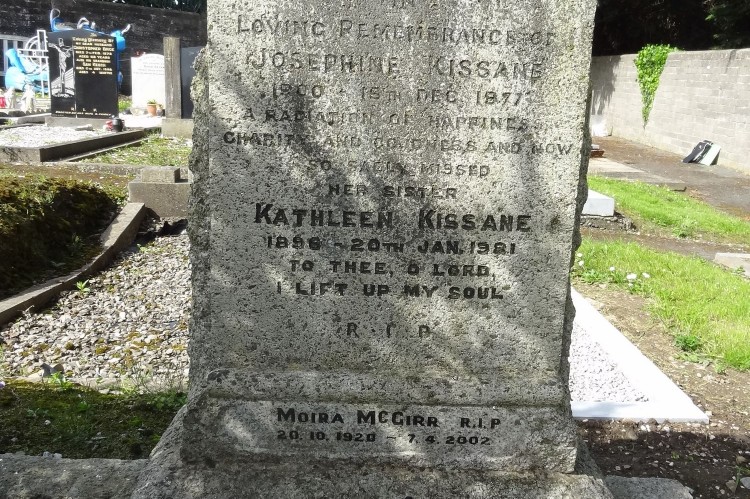 LOVING REMEMBRANCE OF
JOSEPHINE KISSANE
1900 - 19TH DEC. 1977
A RADIATION OF HAPPINESS
CHARITY AND GOODNESS AND NOW
SO SADLY MISSED
HER SISTER
KATHLEEN KISSANE
1896 - 20TH JAN. 1981
TO THEE, O LORD,
I LIFT UP MY SOUL
R.I.P.
MOIRA MCGIRR R.I.P
20.10.1920 - 7.4.2002